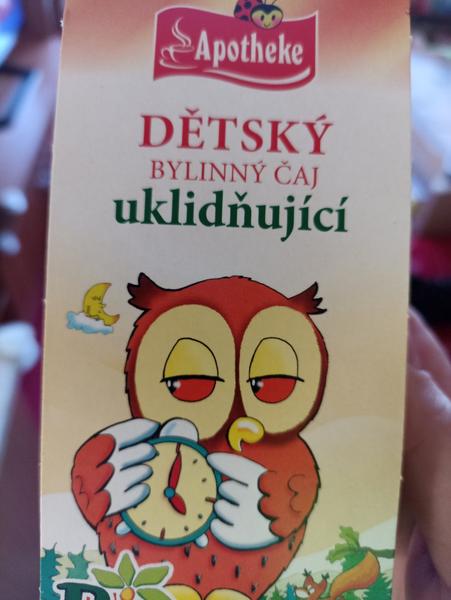 Apotheke
DĚTSKÝ
BYLINNÝ ČAJ
uklidňující